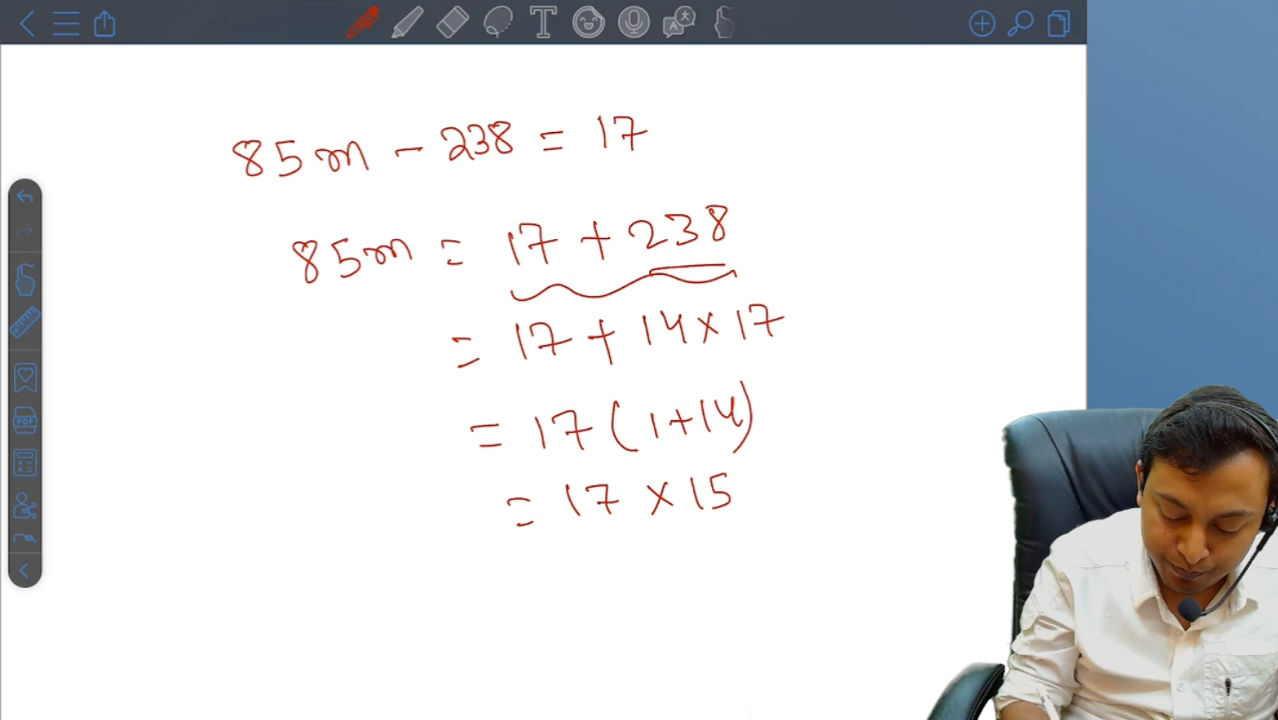 85m - 238 = 17
85m = 17 + 238
= 17 + 14 × 17
= 17 (1+14)
= 17 × 15